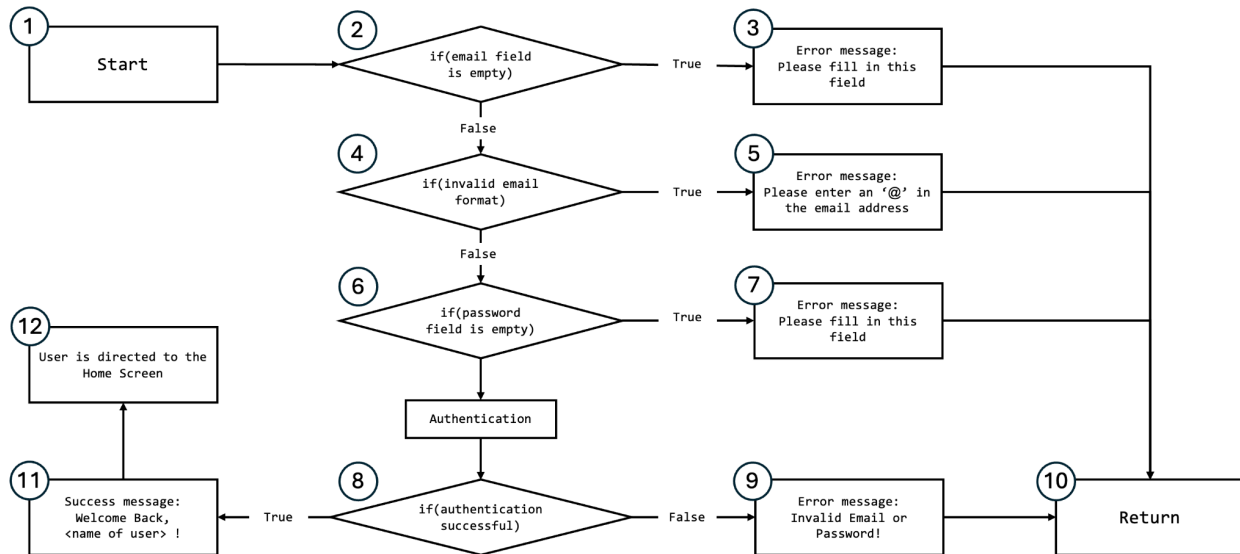 1
Start
2
if(email field
is empty)
True
3
Error message:
Please fill in this
field
False
4
if(invalid email
format)
True
5
Error message:
Please enter an ‘@’ in
the email address
False
6
if(password
field is empty)
True
7
Error message:
Please fill in this
field
12
User is directed to the
Home Screen
Authentication
11
Success message:
Welcome Back,
<name of user> !
True
8
if(authentication
successful)
False
9
Error message:
Invalid Email or
Password!
10
Return